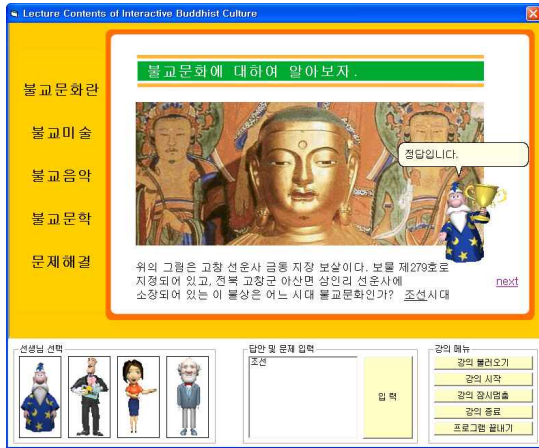 Lecture Contents of Interactive Buddhist Culture
불교문화란
불교미술
불교음악
불교문학
문제해결
불교문화에 대하여 알아보자.
정답입니다.
위의 그림은 고창 선운사 금동 지장 보살이다. 보물 제279호로
지정되어 있고, 전북 고창군 아산면 삼인리 선운사에
소장되어 있는 이 불상은 어느 시대 불교문화인가? 조선시대
next
선생님 선택
답안 및 문제 입력
조선
입 력
강의 메뉴
강의 불러오기
강의 시작
강의 잠시멈춤
강의 종료
프로그램 끝내기